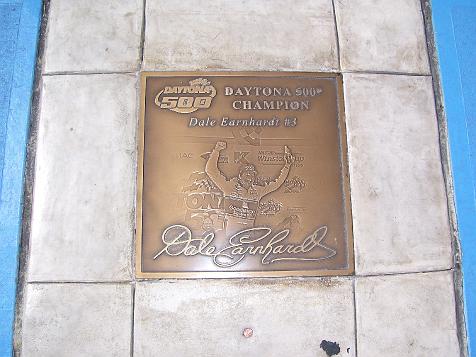 DAYTONA
500
DAYTONA 500®
CHAMPION
Dale Earnhardt #3
Dale Earnhardt